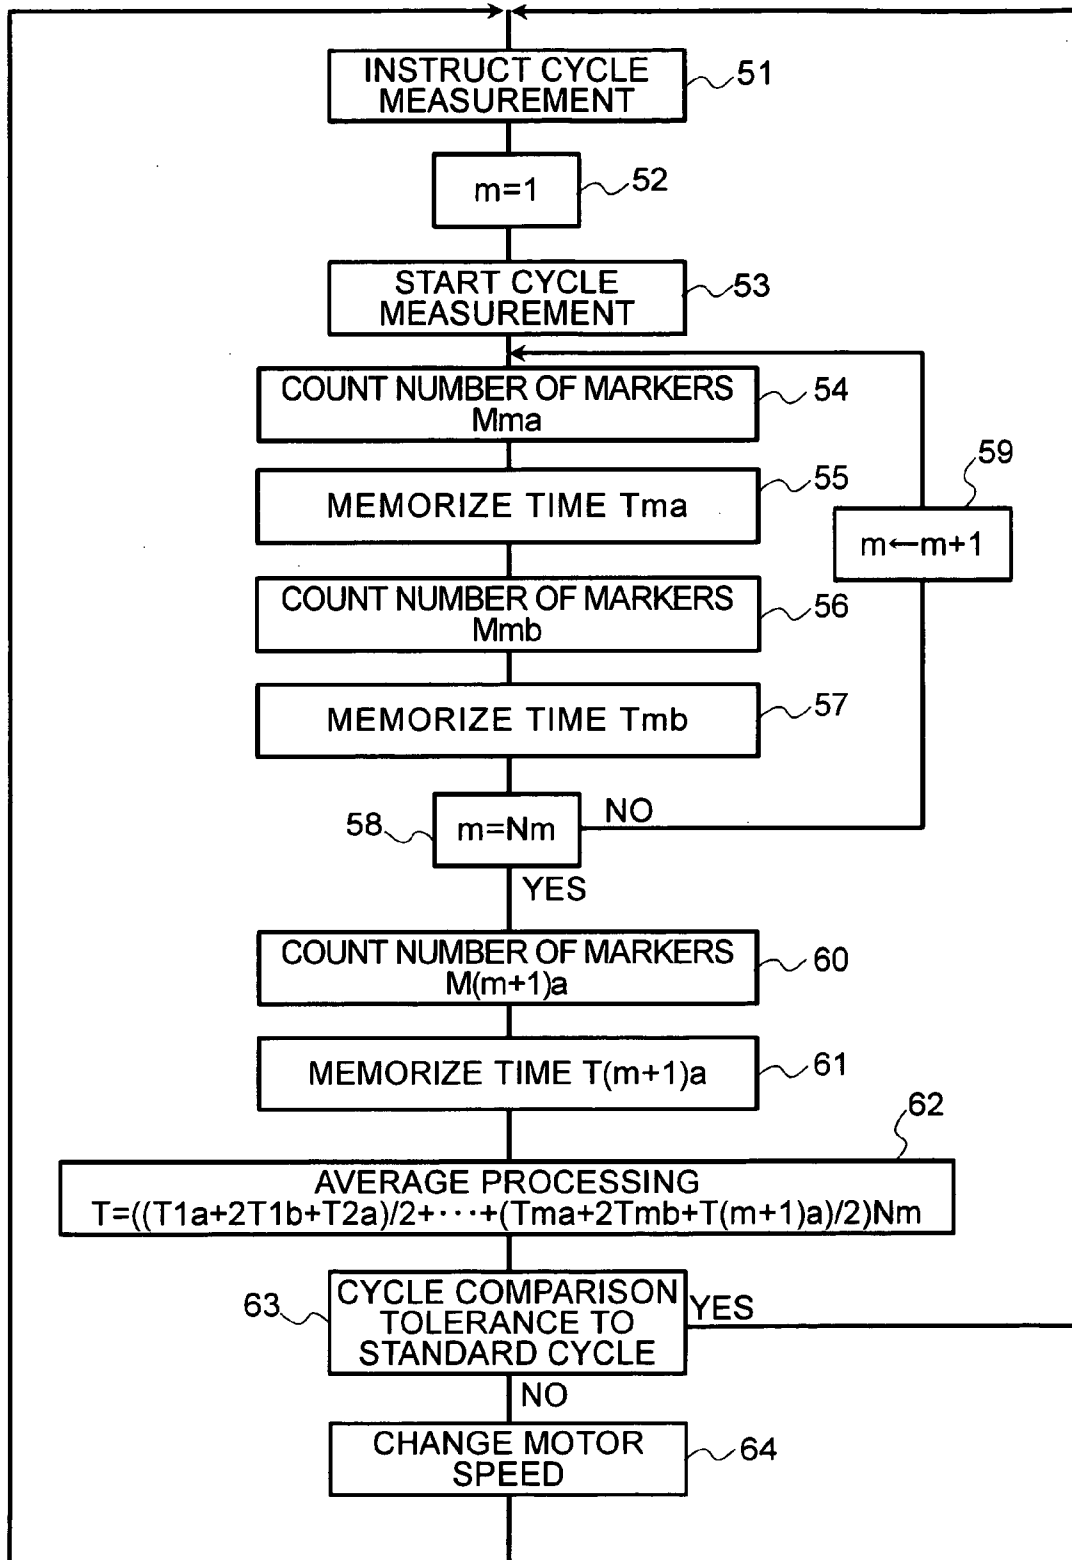 INSTRUCT CYCLE
MEASUREMENT
51
m=1
52
START CYCLE
MEASUREMENT
53
COUNT NUMBER OF MARKERS
Mma
54
MEMORIZE TIME Tma
55
59
m←m+1
COUNT NUMBER OF MARKERS
Mmb
56
MEMORIZE TIME Tmb
57
58
m=Nm
NO
YES
COUNT NUMBER OF MARKERS
M(m+1)a
60
MEMORIZE TIME T(m+1)a
61
62
AVERAGE PROCESSING
T=((T1a+2T1b+T2a)/2+･･･+(Tma+2Tmb+T(m+1)a)/2)Nm
63
CYCLE COMPARISON
TOLERANCE TO
STANDARD CYCLE
YES
NO
CHANGE MOTOR
SPEED
64